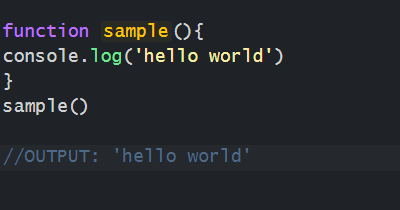 function sample(){
console.log('hello world')
}
sample()
//OUTPUT: 'hello world'